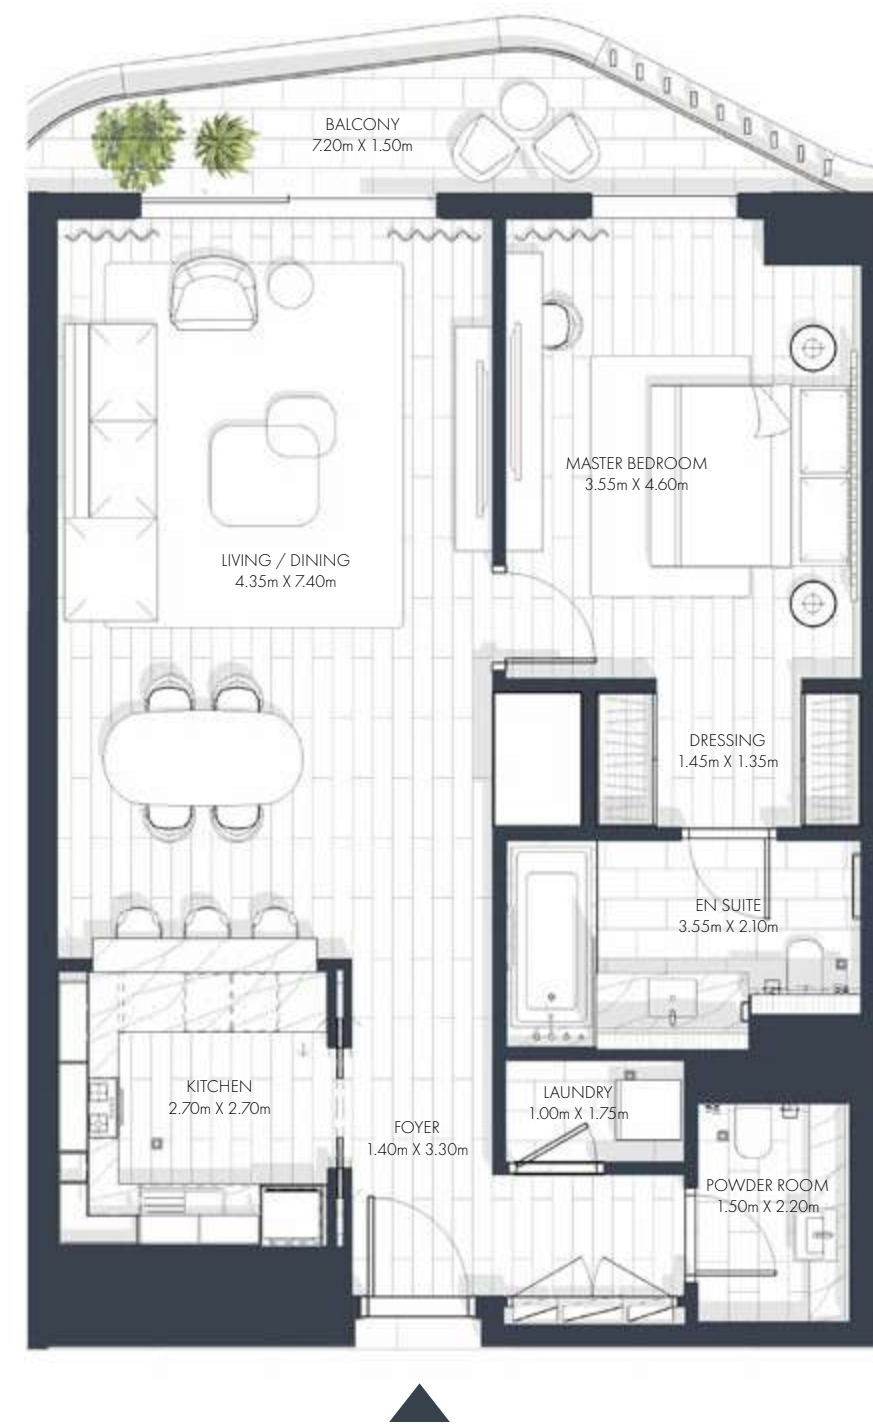 BALCONY
7.20m X 1.50m
MASTER BEDROOM
3.55m X 4.60m
LIVING / DINING
4.35m X 7.40m
DRESSING
1.45m X 1.35m
EN SUITE
3.55m X 2.10m
KITCHEN
2.70m X 2.70m
LAUNDRY
1.00m X 1.75m
FOYER
1.40m X 3.30m
POWDER ROOM
1.50m X 2.20m